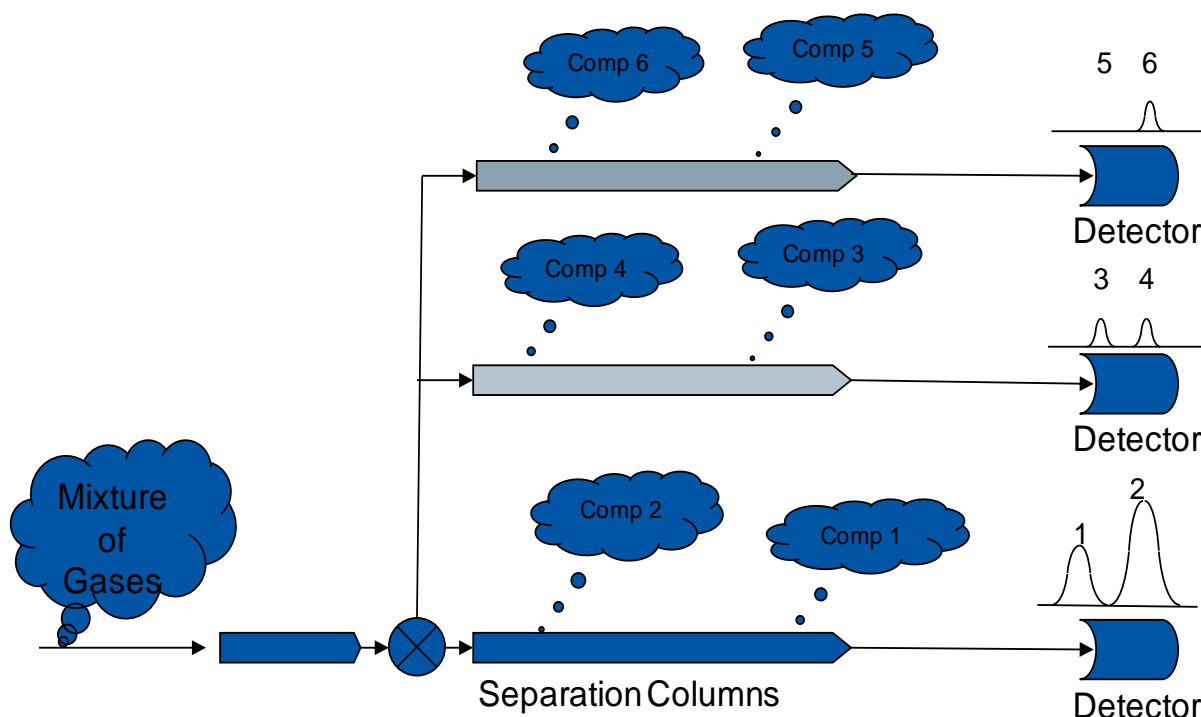 Comp 6
Comp 5
5 6
Detector
Comp 4
Comp 3
3 4
Detector
Mixture
of
Gases
Comp 2
Comp 1
1
2
Separation Columns
Detector